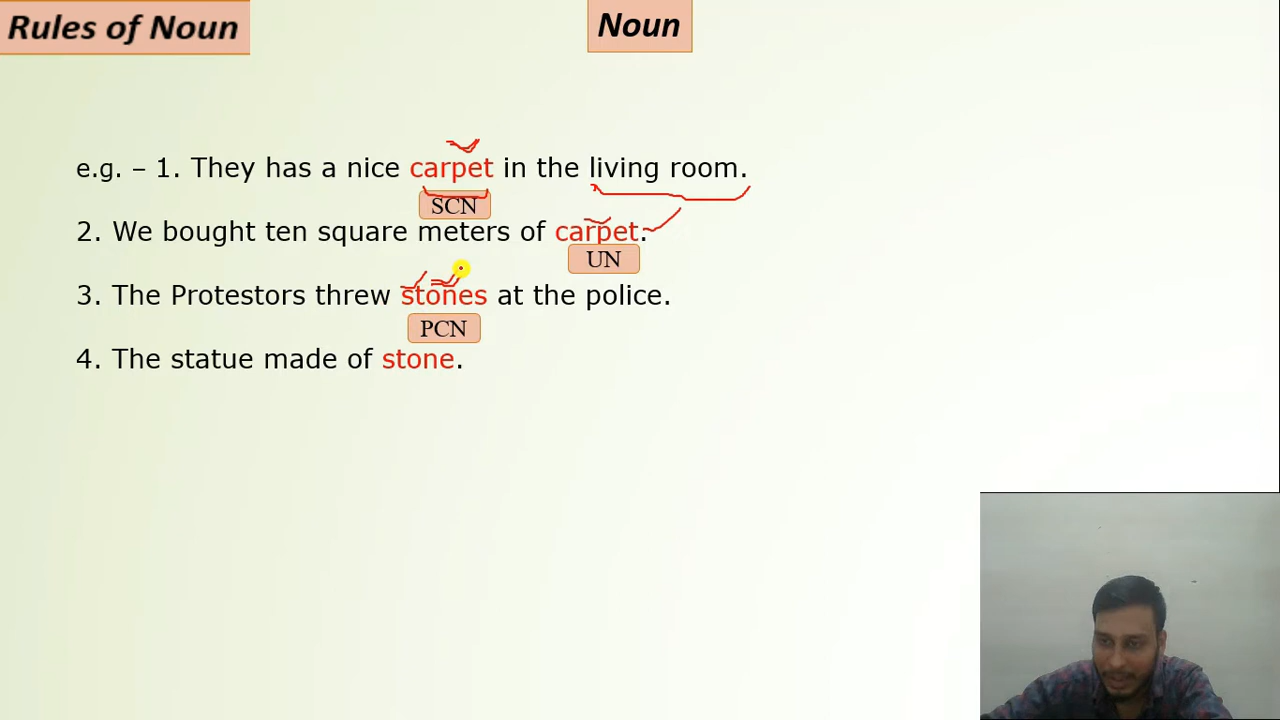 Rules of Noun
Noun
e.g. – 1. They has a nice carpet in the living room.
SCN
2. We bought ten square meters of carpet.
UN
3. The Protestors threw stones at the police.
PCN
4. The statue made of stone.